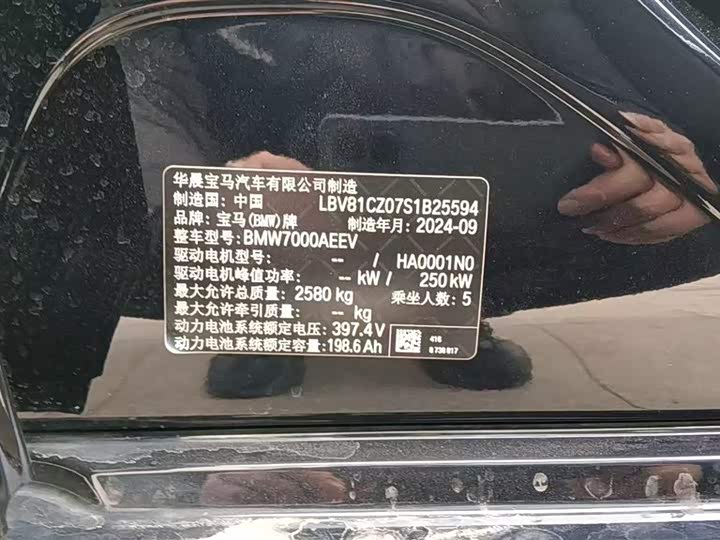 华晨宝马汽车有限公司制造
制造国: 中国 LBV81CZ07S1B25594
品牌: 宝马(BMW)牌 制造年月: 2024-09
整车型号: BMW7000AEEV
驱动电机型号: -- / HA0001N0
驱动电机峰值功率: -- kW / 250 kW
最大允许总质量: 2580 kg 乘坐人数: 5
最大允许牵引质量: -- kg
动力电池系统额定电压: 397.4V
动力电池系统额定容量: 198.6 Ah
416
8 738 817